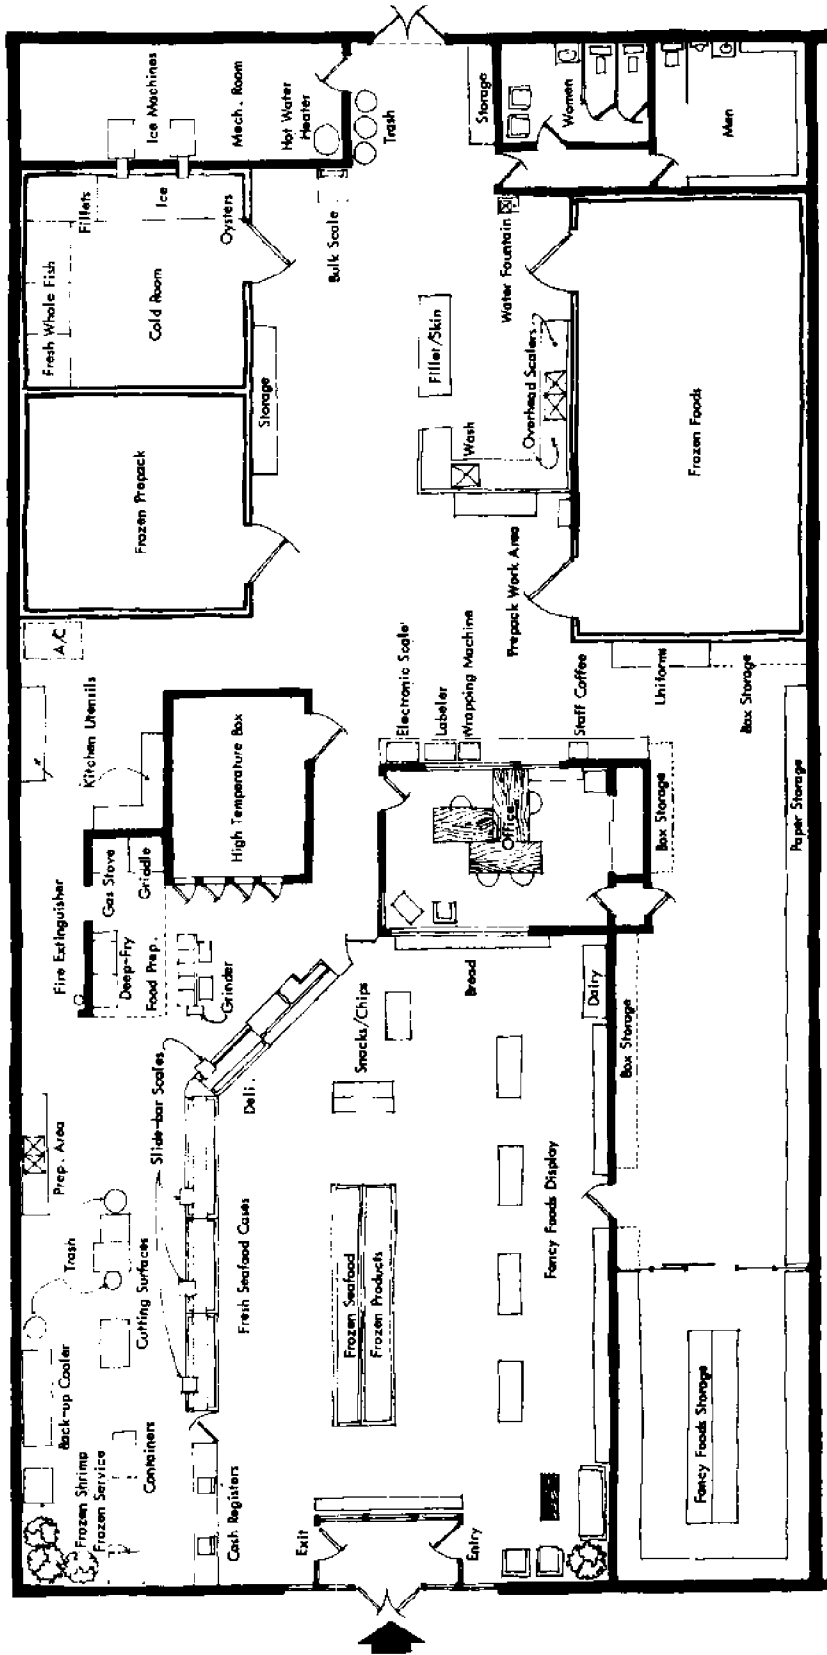 Ice Machines
Mech. Room
Hot Water
Heater
Trash
Storage
Women
Men
Fillets
Ice
Oysters
Fresh Whole Fish
Cold Room
Bulk Scale
Water Fountain
Fillet/Skin
Overhead Scalers
Wash
Storage
Frozen Prepack
Frozen Foods
Prepack Work Area
A/C
Kitchen Utensils
High Temperature Box
Electronic Scale
Labeler
Wrapping Machine
Staff Coffee
Uniforms
Box Storage
Office
Box Storage
Paper Storage
Fire Extinguisher
Gas Stove
Griddle
Deep-Fry
Food Prep.
Grinder
Bread
Snacks/Chips
Dairy
Box Storage
Slide-bar Scales
Deli.
Prep. Area
Trash
Cutting Surfaces
Fresh Seafood Cases
Frozen Seafood
Frozen Products
Fancy Foods Display
Back-up Cooler
Containers
Frozen Shrimp
Frozen Service
Cash Registers
Exit
Entry
Fancy Foods Storage